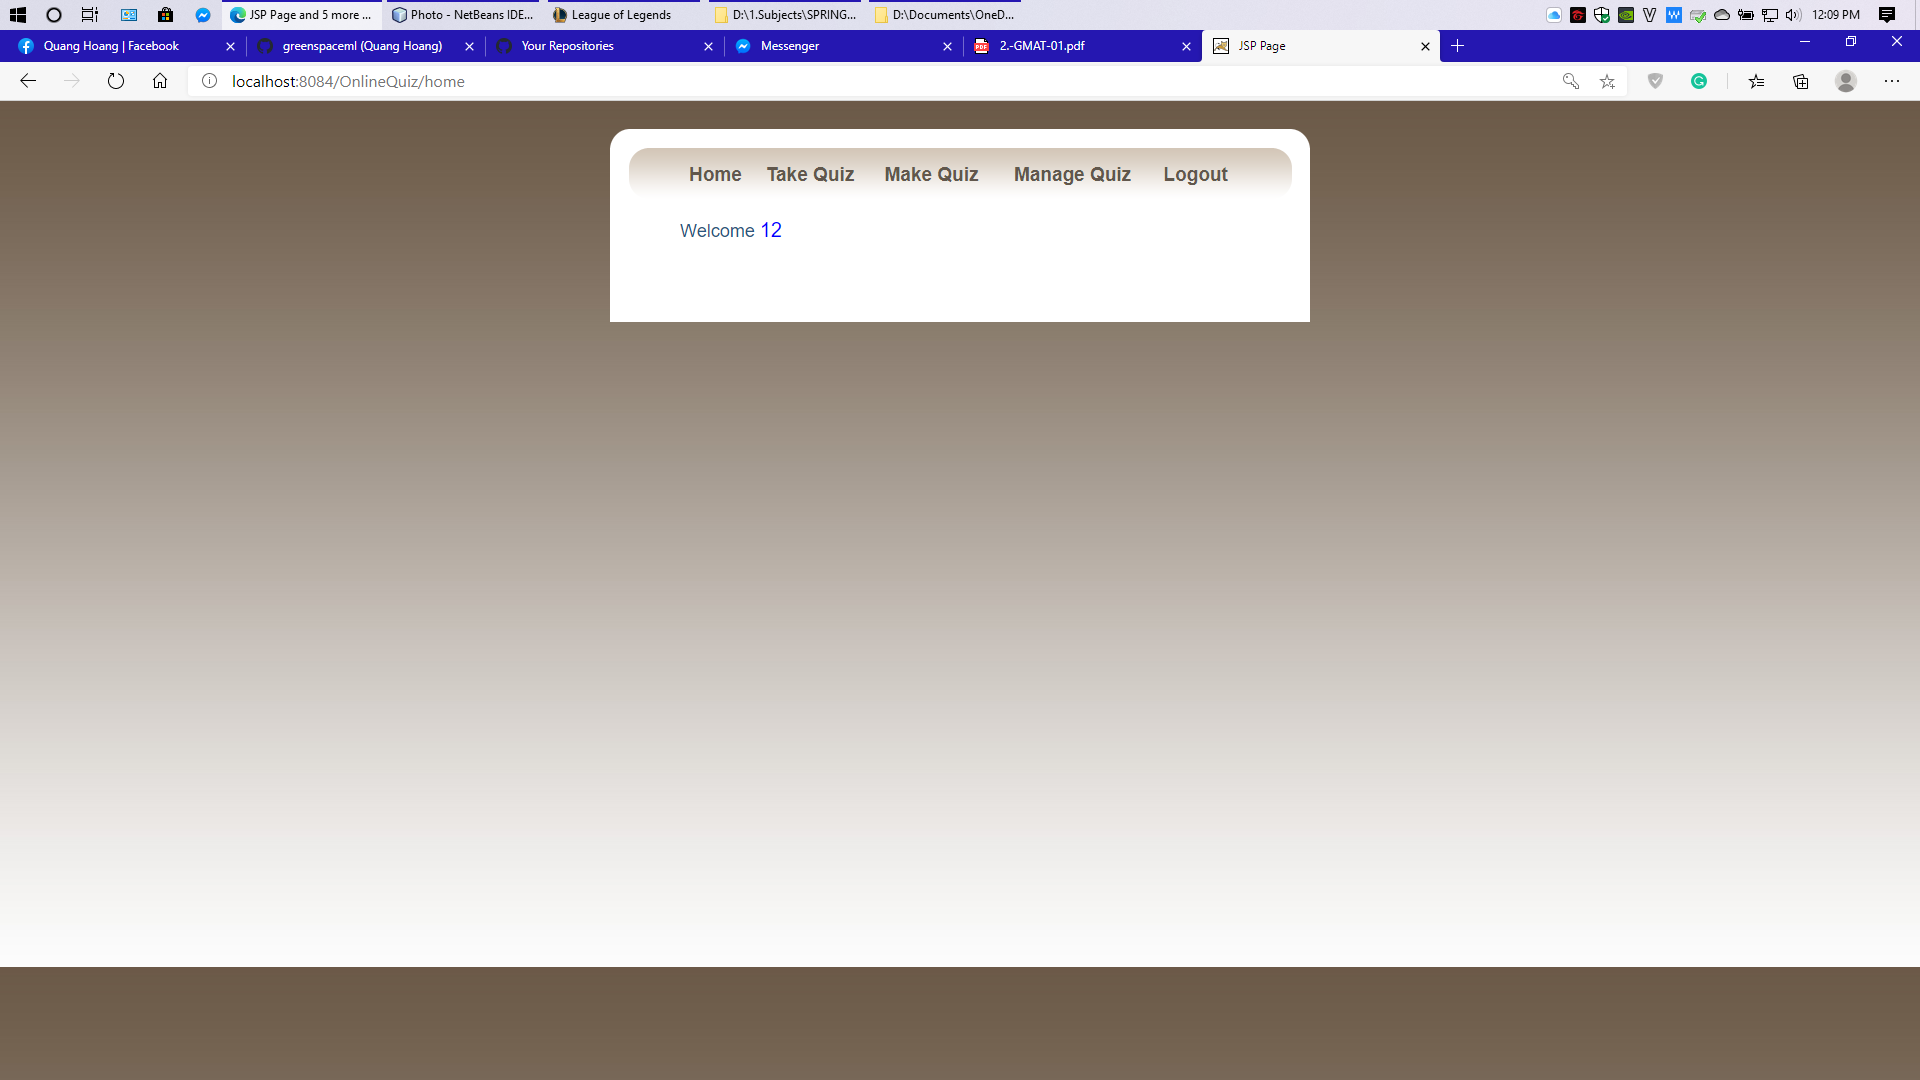 JSP Page and 5 more ... Photo - NetBeans IDE... League of Legends D:\1.Subjects\SPRING... D:\Documents\OneD... 12:09 PM
Quang Hoang | Facebook greenspaceml (Quang Hoang) Your Repositories Messenger 2.-GMAT-01.pdf JSP Page
localhost:8084/OnlineQuiz/home
Home Take Quiz Make Quiz Manage Quiz Logout
Welcome 12